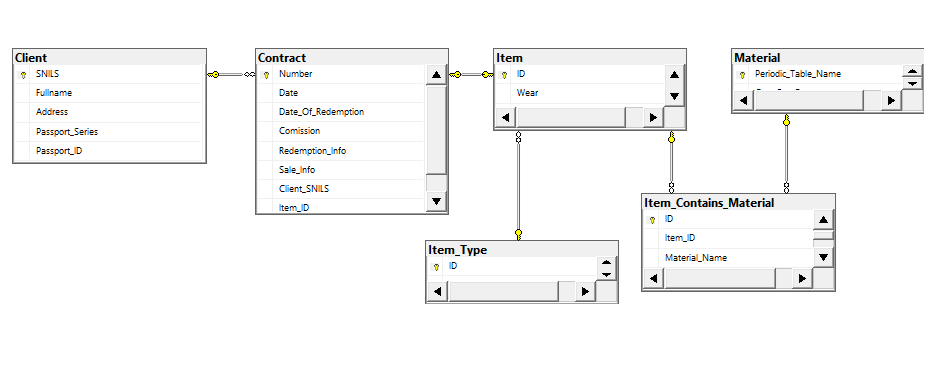 Client
SNILS
Fullname
Address
Passport_Series
Passport_ID
Contract
Number
Date
Date_Of_Redemption
Comission
Redemption_Info
Sale_Info
Client_SNILS
Item_ID
Item
ID
Wear
Material
Periodic_Table_Name
Item_Type
ID
Item_Contains_Material
ID
Item_ID
Material_Name